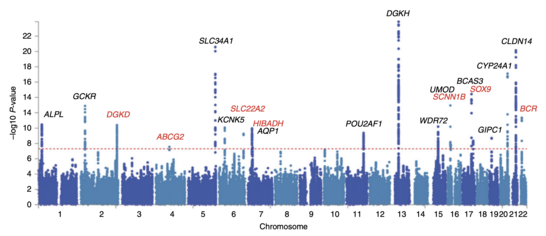 DGKH
22
20
18
16
14
12
10
8
6
4
2
0
–log10 P-value
SLC34A1
CLDN14
CYP24A1
GCKR
BCAS3
UMOD
SOX9
SCNN1B
ALPL
DGKD
SLC22A2
BCR
KCNK5
HIBADH
WDR72
ABCG2
AQP1
POU2AF1
GIPC1
1 2 3 4 5 6 7 8 9 10 11 12 13 14 15 16 17 18 19 20 21 22
Chromosome